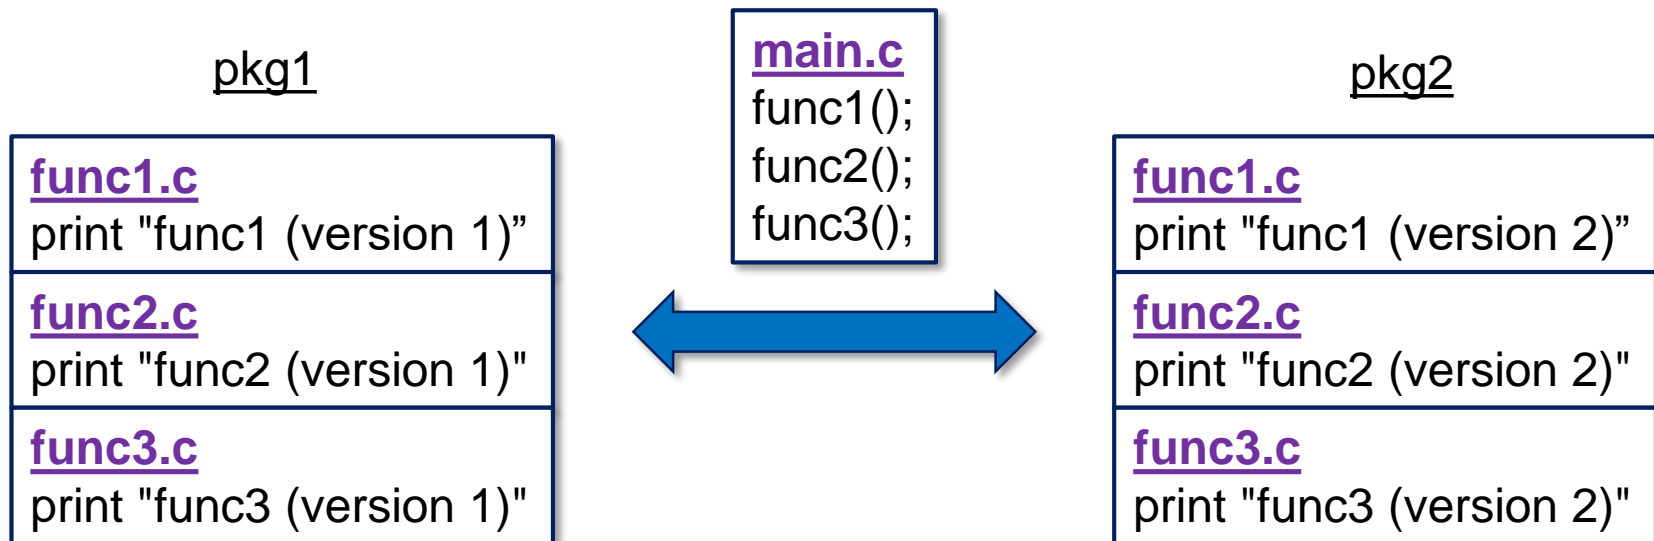 pkg1
func1.c
print "func1 (version 1)”
func2.c
print "func2 (version 1)"
func3.c
print "func3 (version 1)"
main.c
func1();
func2();
func3();
pkg2
func1.c
print "func1 (version 2)”
func2.c
print "func2 (version 2)"
func3.c
print "func3 (version 2)"